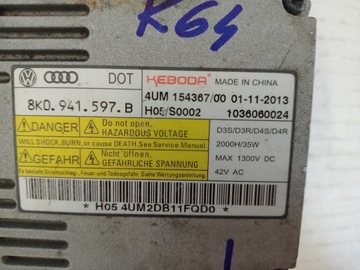 K64
DOT
KEBODA
MADE IN CHINA
8K0.941.597.B
4UM 154367/00 01-11-2013
H05/S0002 1036060024
DANGER
Do not open.
HAZARDOUS VOLTAGE
WILL SHOCK, BURN, or cause DEATH. See Service Manual.
GEFAHR
Nicht öffnen!
GEFÄHRLICHE SPANNUNG
D3S/D3R/D4S/D4R
2000H/35W
MAX 1300V DC
42V AC
* H05 4UM2DB11FQD0 *